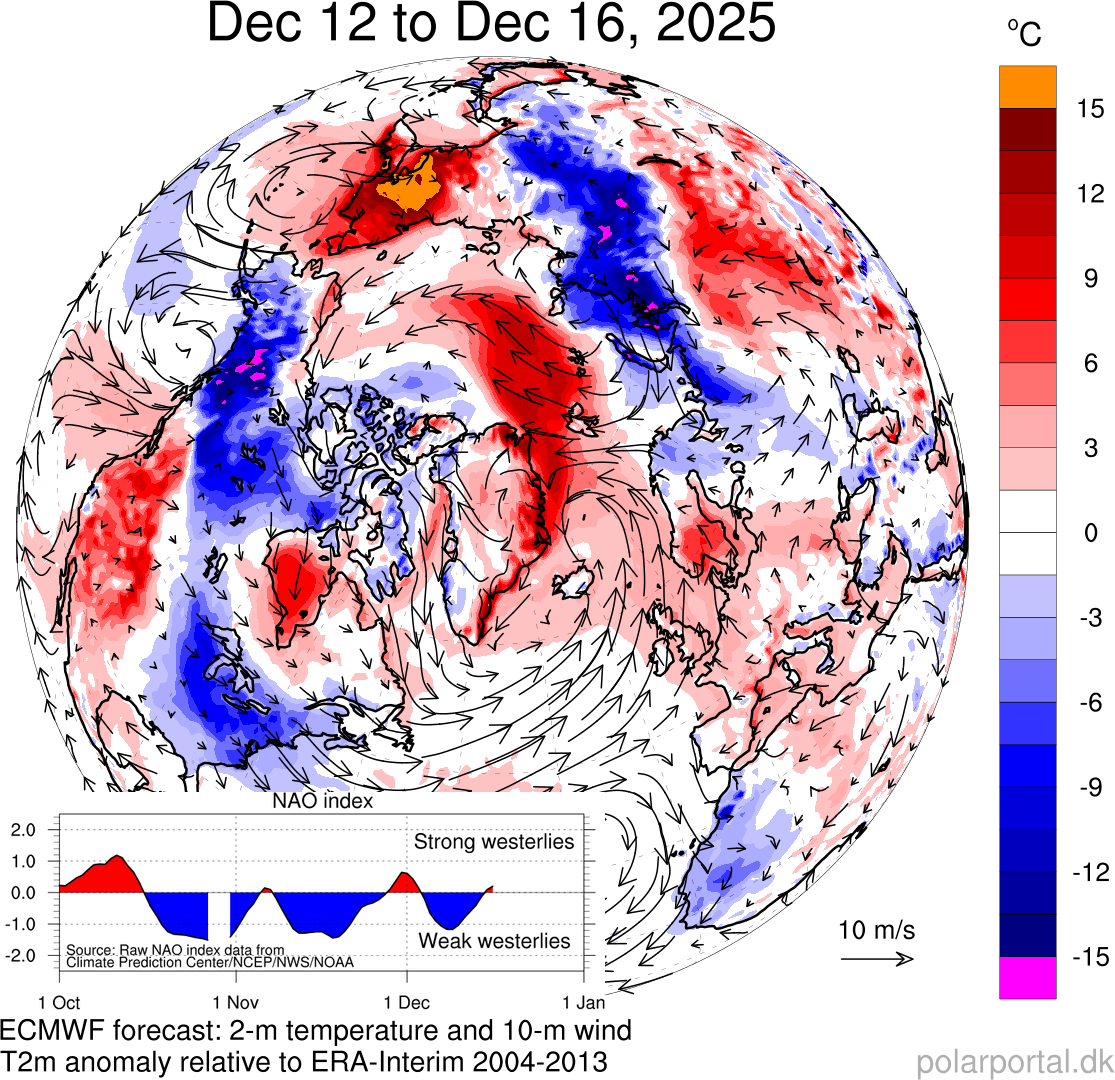 Dec 12 to Dec 16, 2025
°C
15
12
9
6
3
0
-3
-6
-9
-12
-15
10 m/s
NAO index
2.0
1.0
0.0
-1.0
-2.0
Strong westerlies
Weak westerlies
Source: Raw NAO index data from
Climate Prediction Center/NCEP/NWS/NOAA
1 Oct 1 Nov 1 Dec 1 Jan
ECMWF forecast: 2-m temperature and 10-m wind
T2m anomaly relative to ERA-Interim 2004-2013
polarportal.dk